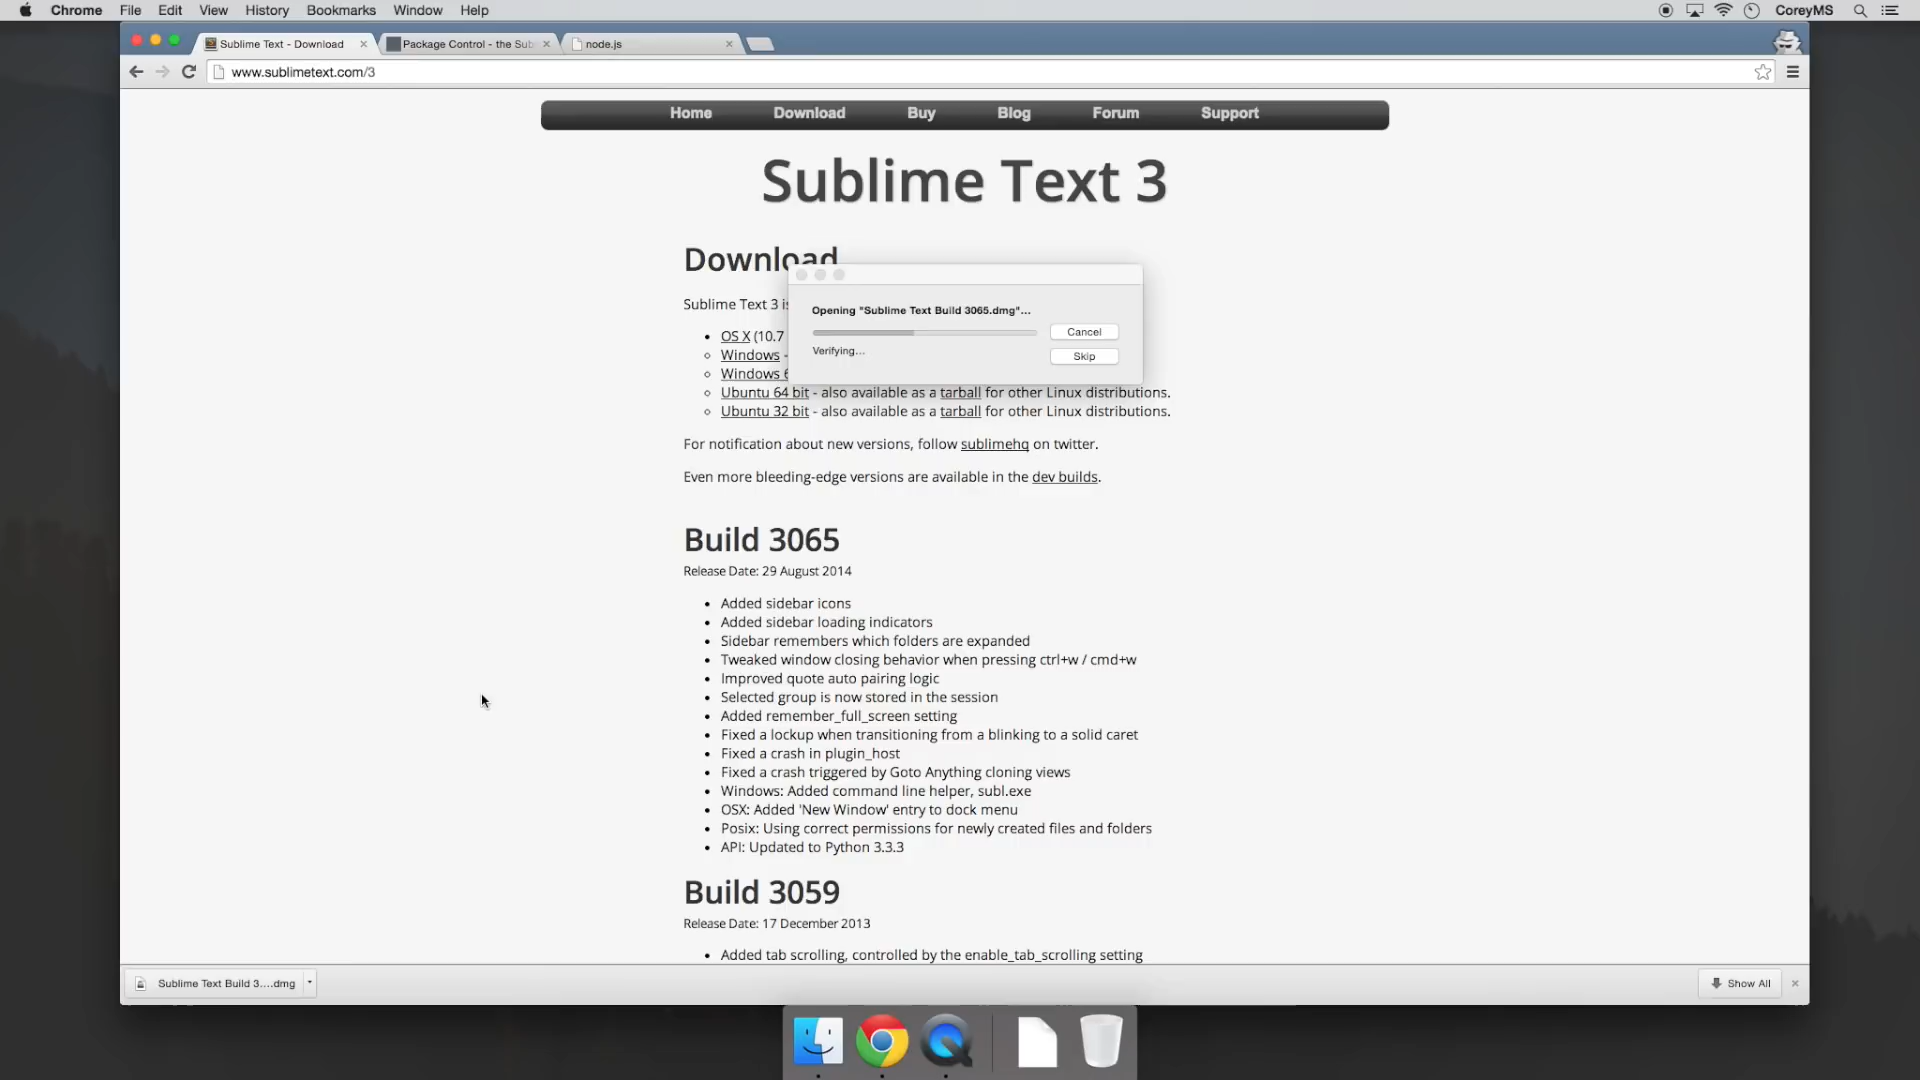 Chrome File Edit View History Bookmarks Window Help CoreyMS
Sublime Text - Download Package Control - the Sub node.js
www.sublimetext.com/3
Home Download Buy Blog Forum Support
Sublime Text 3
Download
Sublime Text 3 is
Opening "Sublime Text Build 3065.dmg"...
Cancel
Verifying...
Skip
OS X (10.7
Windows -
Windows 6
Ubuntu 64 bit - also available as a tarball for other Linux distributions.
Ubuntu 32 bit - also available as a tarball for other Linux distributions.
For notification about new versions, follow sublimehq on twitter.
Even more bleeding-edge versions are available in the dev builds.
Build 3065
Release Date: 29 August 2014
Added sidebar icons
Added sidebar loading indicators
Sidebar remembers which folders are expanded
Tweaked window closing behavior when pressing ctrl+w / cmd+w
Improved quote auto pairing logic
Selected group is now stored in the session
Added remember_full_screen setting
Fixed a lockup when transitioning from a blinking to a solid caret
Fixed a crash in plugin_host
Fixed a crash triggered by Goto Anything cloning views
Windows: Added command line helper, subl.exe
OSX: Added 'New Window' entry to dock menu
Posix: Using correct permissions for newly created files and folders
API: Updated to Python 3.3.3
Build 3059
Release Date: 17 December 2013
Added tab scrolling, controlled by the enable_tab_scrolling setting
Sublime Text Build 3....dmg Show All